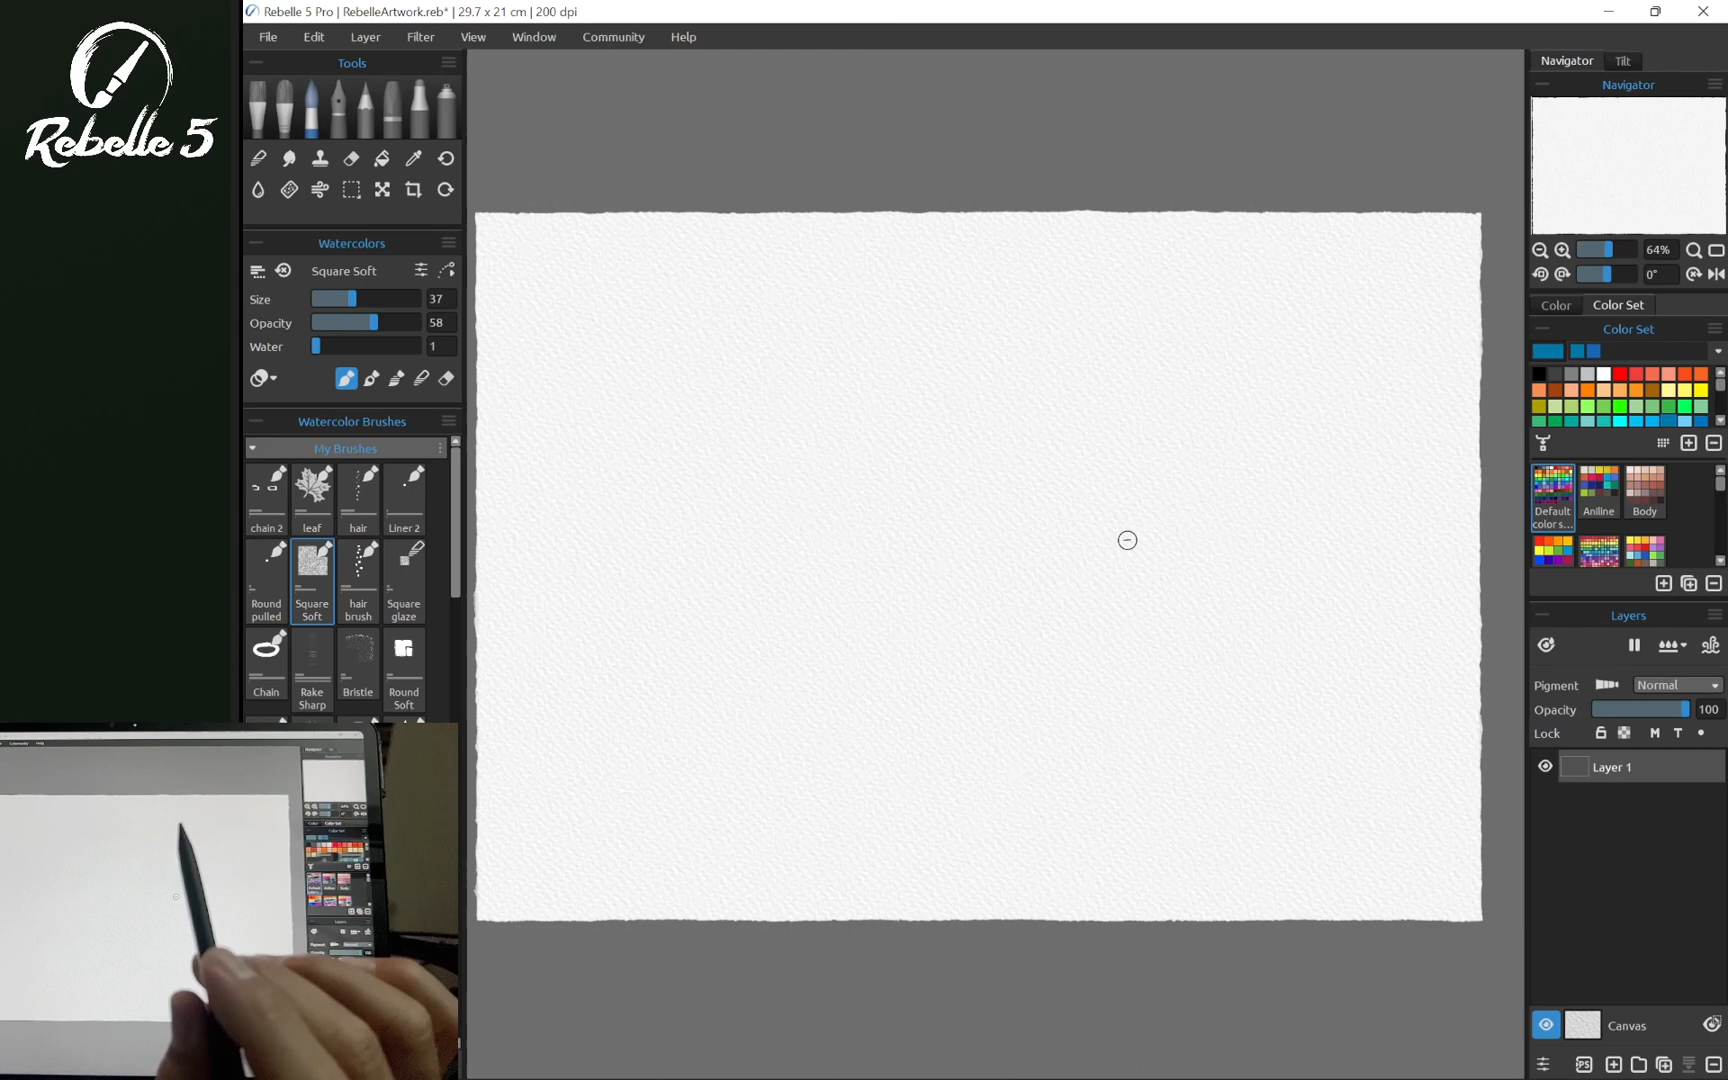 Rebelle 5
Rebelle 5 Pro | RebelleArtwork.reb* | 29.7 x 21 cm | 200 dpi
File Edit Layer Filter View Window Community Help
Tools
Watercolors
Square Soft
Size 37
Opacity 58
Water 1
Watercolor Brushes
My Brushes
chain 2 leaf hair Liner 2
Round pulled Square Soft hair brush Square glaze
Chain Rake Sharp Bristle Round Soft
Navigator Tilt
Navigator
64%
0°
Color Color Set
Color Set
Default color s... Aniline Body
Layers
Pigment Normal
Opacity 100
Lock M T
Layer 1
Canvas
PS